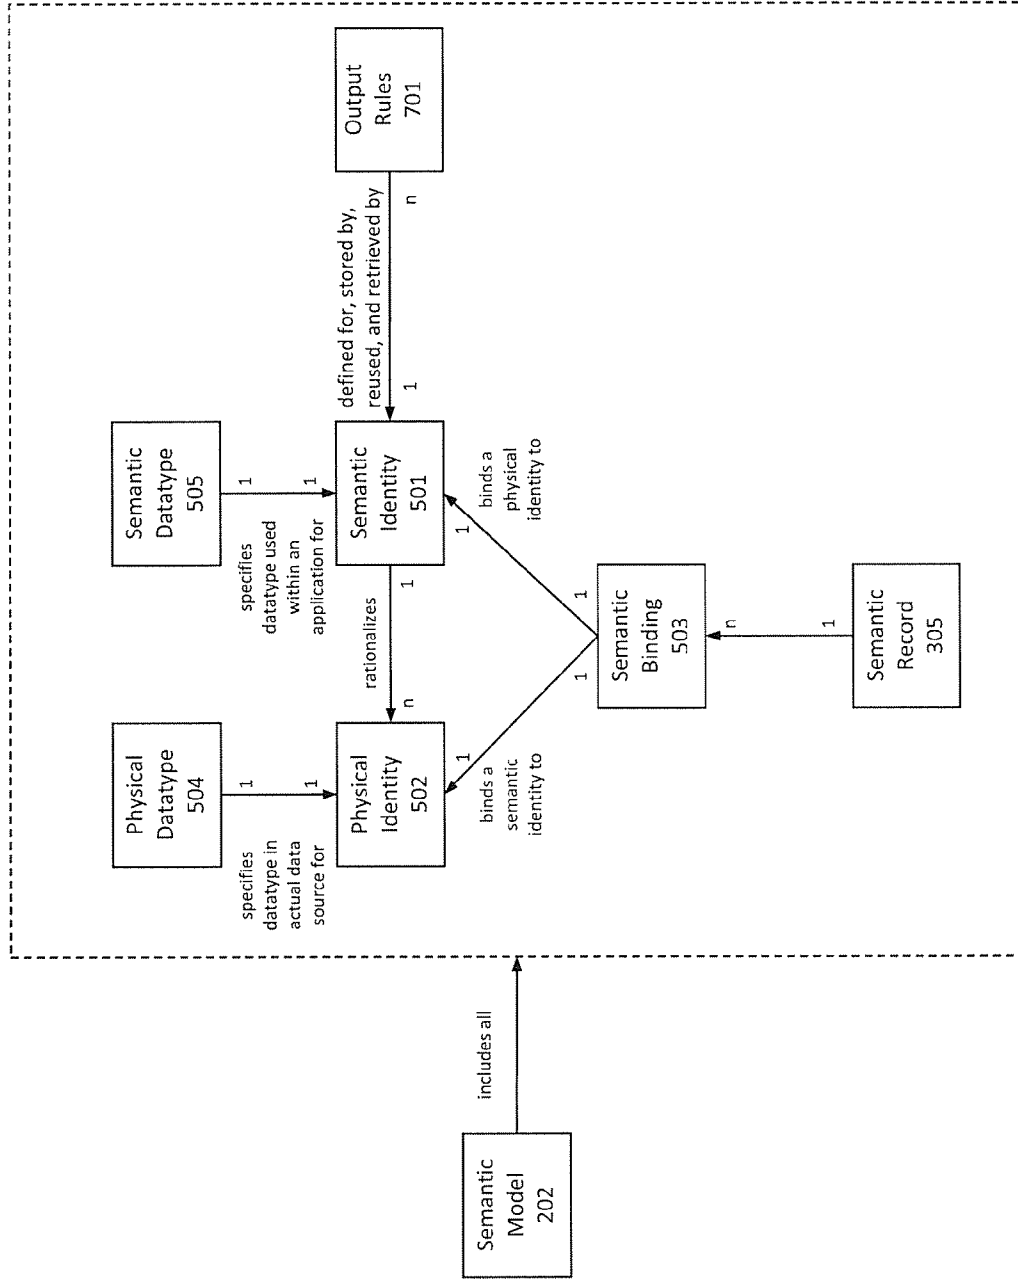 Semantic
Model
202
includes all
Physical
Datatype
504
specifies
datatype in
actual data
source for
1
1
Physical
Identity
502
Semantic
Datatype
505
specifies
datatype used
within an
application for
1
1
Semantic
Identity
501
rationalizes
n
1
defined for, stored by,
reused, and retrieved by
1
n
Output
Rules
701
binds a
semantic
identity to
1
1
binds a
physical
identity to
1
1
Semantic
Binding
503
n
1
Semantic
Record
305